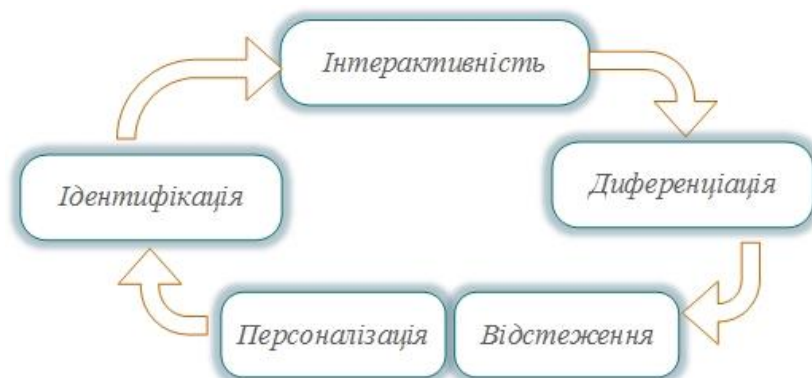 Інтерактивність
Ідентифікація
Диференціація
Персоналізація
Відстеження